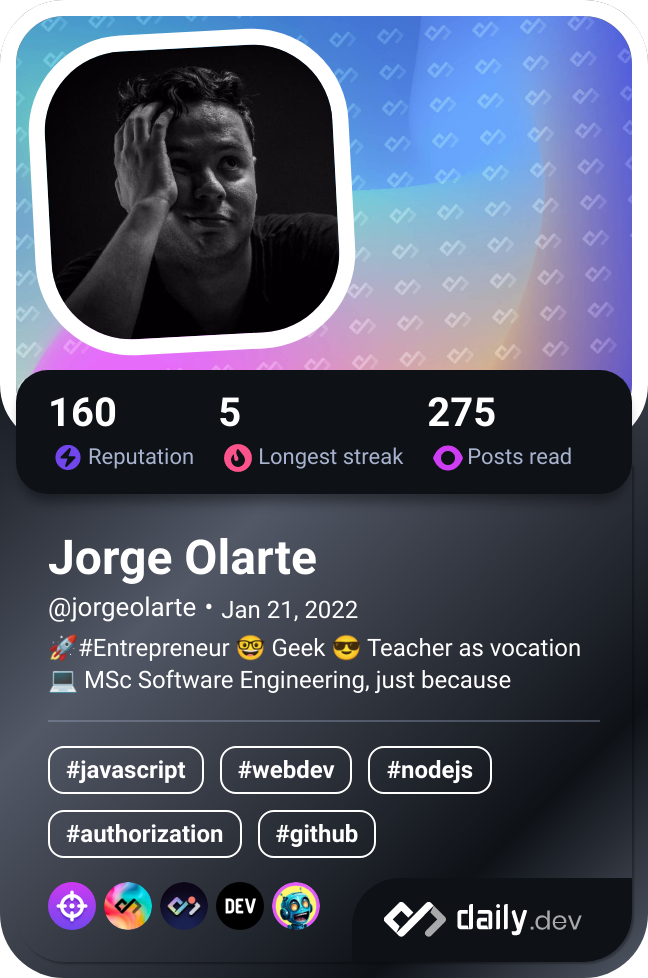 160 5 275
Reputation Longest streak Posts read
Jorge Olarte
@jorgeolarte • Jan 21, 2022
🚀#Entrepreneur 🤓 Geek 😎 Teacher as vocation
💻 MSc Software Engineering, just because
#javascript #webdev #nodejs
#authorization #github
DEV
daily.dev